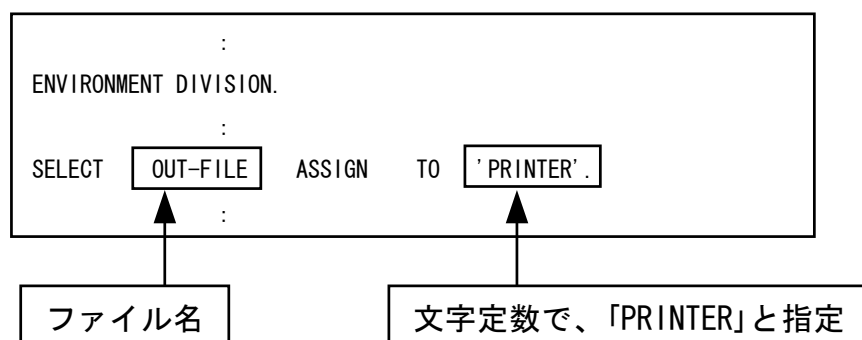 :
ENVIRONMENT DIVISION.
:
SELECT OUT-FILE ASSIGN TO 'PRINTER'.
:
ファイル名
文字定数で、「PRINTER」と指定